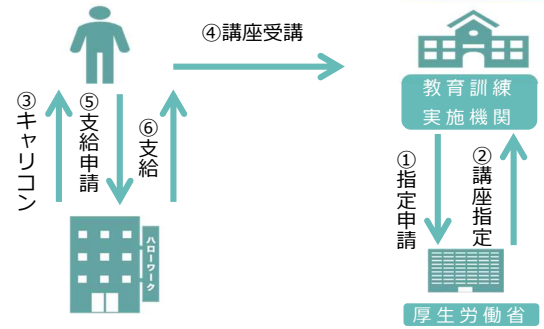 ④講座受講
教育訓練
実施機関
③キャリコン
⑤支給申請
⑥支給
①指定申請
②講座指定
ハローワーク
厚生労働省